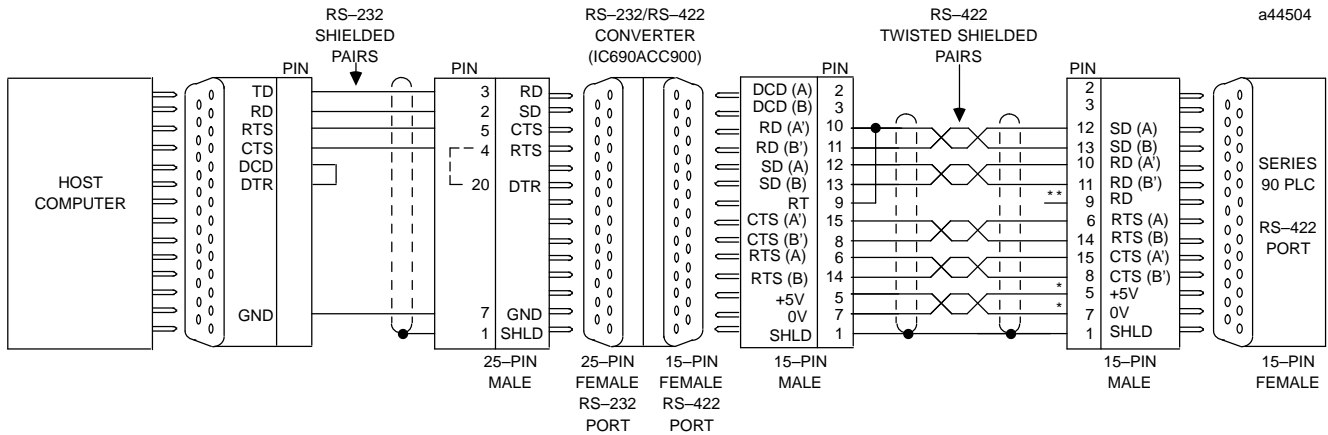 RS–232
SHIELDED
PAIRS
RS–232/RS–422
CONVERTER
(IC690ACC900)
RS–422
TWISTED SHIELDED
PAIRS
a44504
HOST
COMPUTER
PIN
TD
RD
RTS
CTS
DCD
DTR
GND
PIN
3 RD
2 SD
5 CTS
4 RTS
20 DTR
7 GND
1 SHLD
25–PIN
MALE
25–PIN
FEMALE
RS–232
PORT
15–PIN
FEMALE
RS–422
PORT
PIN
DCD (A) 2
DCD (B) 3
RD (A') 10
RD (B') 11
SD (A) 12
SD (B) 13
RT 9
CTS (A') 15
CTS (B') 8
RTS (A) 6
RTS (B) 14
+5V 5
0V 7
SHLD 1
15–PIN
MALE
PIN
2
3
12 SD (A)
13 SD (B)
10 RD (A')
11 RD (B')
** 9 RD
6 RTS (A)
14 RTS (B)
15 CTS (A')
8 CTS (B')
* 5 +5V
* 7 0V
1 SHLD
15–PIN
MALE
SERIES
90 PLC
RS–422
PORT
15–PIN
FEMALE